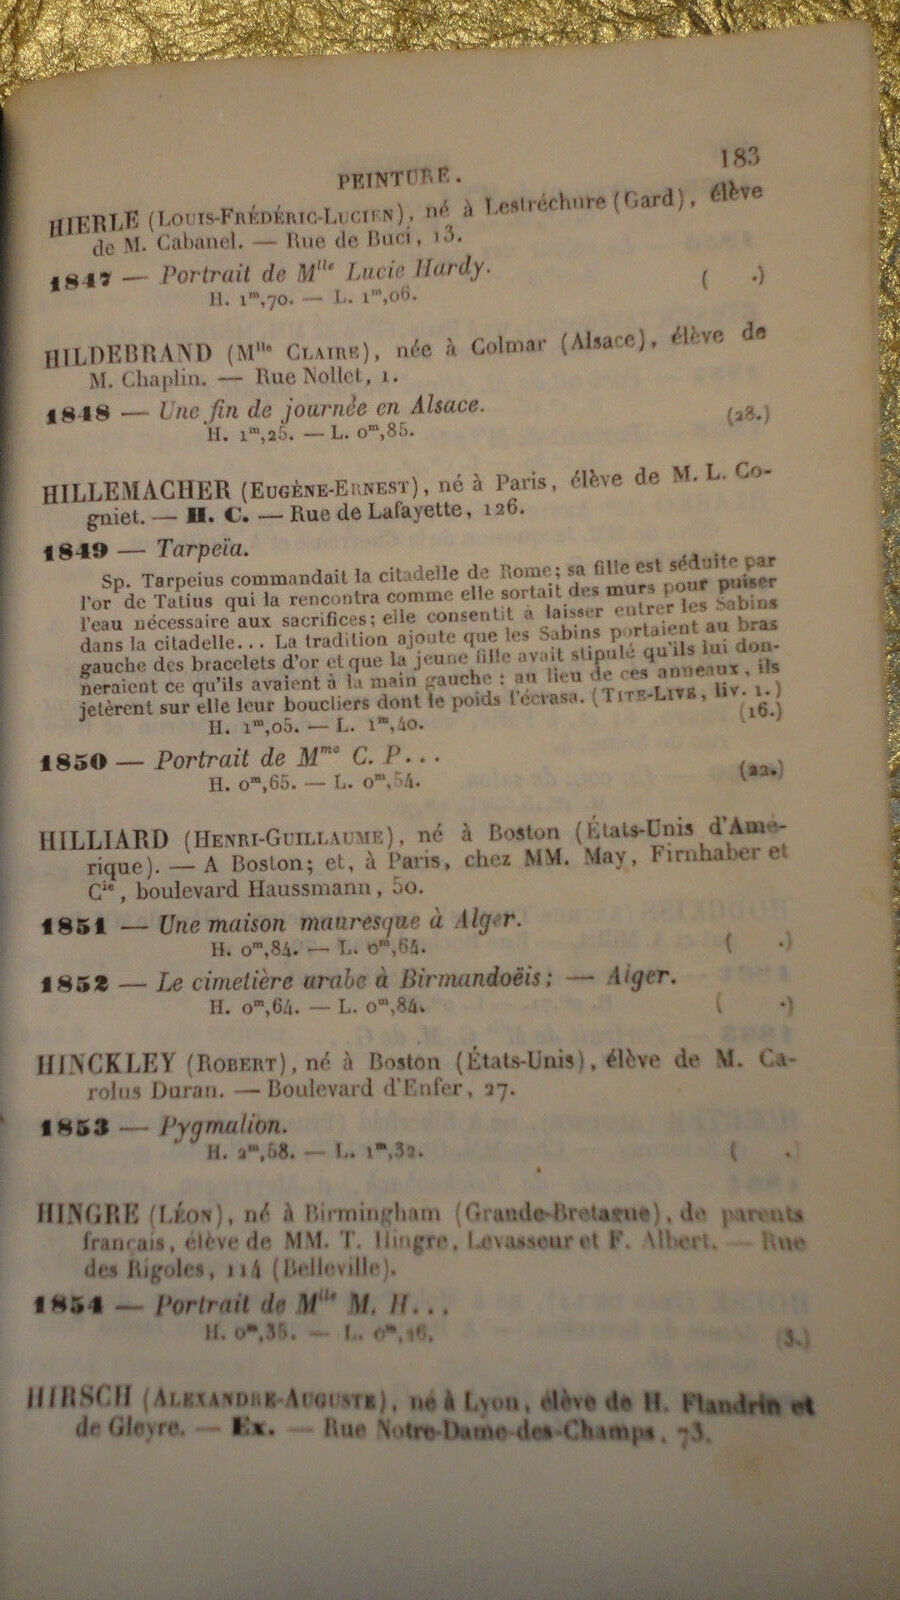 183
PEINTURE.
HIERLE (Louis-Frédéric-Lucien), né à Lestréchure (Gard), élève
de M. Cabanel. — Rue de Buci, 13.
1847 — Portrait de Mlle Lucie Hardy. ( .)
H. 1m,70. — L. 1m,06.
HILDEBRAND (Mlle Claire), née à Colmar (Alsace), élève de
M. Chaplin. — Rue Nollet, 1.
1848 — Une fin de journée en Alsace. (28.)
H. 1m,25. — L. 0m,85.
HILLEMACHER (Eugène-Ernest), né à Paris, élève de M. L. Co-
gniet. — H. C. — Rue de Lafayette, 126.
1849 — Tarpeïa.
Sp. Tarpeius commandait la citadelle de Rome; sa fille est séduite par
l'or de Tatius qui la rencontra comme elle sortait des murs pour puiser
l'eau nécessaire aux sacrifices; elle consentit à laisser entrer les Sabins
dans la citadelle... La tradition ajoute que les Sabins portaient au bras
gauche des bracelets d'or et que la jeune fille avait stipulé qu'ils lui don-
neraient ce qu'ils avaient à la main gauche : au lieu de ces anneaux, ils
jetèrent sur elle leur boucliers dont le poids l'écrasa. (Tite-Live, liv. 1.)
H. 1m,05. — L. 1m,40. (16.)
1850 — Portrait de Mme C. P... (22.)
H. 0m,65. — L. 0m,54.
HILLIARD (Henri-Guillaume), né à Boston (États-Unis d'Amé-
rique). — A Boston; et, à Paris, chez MM. May, Firnhaber et
Cie, boulevard Haussmann, 50.
1851 — Une maison mauresque à Alger.
H. 0m,84. — L. 0m,64. ( .)
1852 — Le cimetière arabe à Birmandoëis; — Alger.
H. 0m,64. — L. 0m,84. ( .)
HINCKLEY (Robert), né à Boston (États-Unis), élève de M. Ca-
rolus Duran. — Boulevard d'Enfer, 27.
1853 — Pygmalion.
H. 2m,58. — L. 1m,32. ( .)
HINGRE (Léon), né à Birmingham (Grande-Bretagne), de parents
français, élève de MM. T. Hingre, Levasseur et F. Albert. — Rue
des Rigoles, 114 (Belleville).
1854 — Portrait de Mlle M. H...
H. 0m,35. — L. 0m,26. (3.)
HIRSCH (Alexandre-Auguste), né à Lyon, élève de H. Flandrin et
de Gleyre. — Ex. — Rue Notre-Dame-des-Champs, 73.